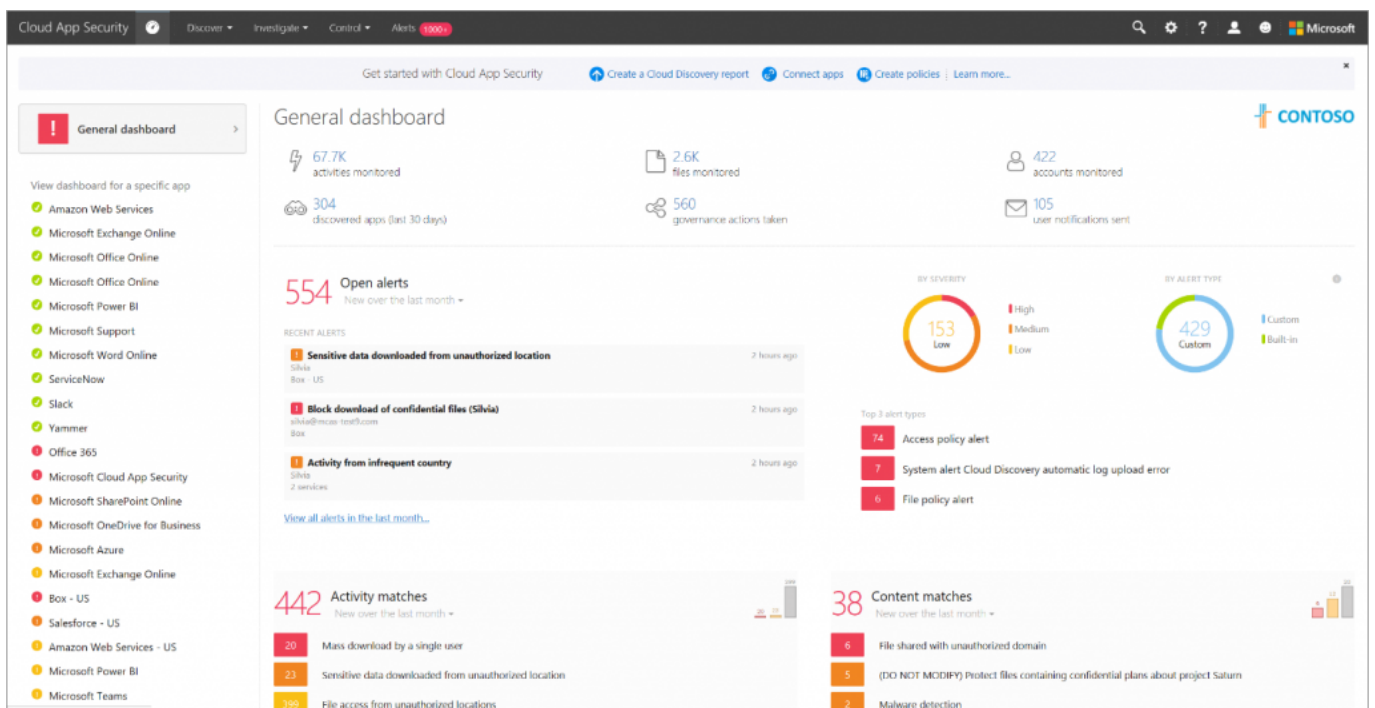 Cloud App Security Discover Investigate Control Alerts 1000+ ? Microsoft
Get started with Cloud App Security Create a Cloud Discovery report Connect apps Create policies | Learn more...
! General dashboard
View dashboard for a specific app
Amazon Web Services
Microsoft Exchange Online
Microsoft Office Online
Microsoft Office Online
Microsoft Power BI
Microsoft Support
Microsoft Word Online
ServiceNow
Slack
Yammer
Office 365
Microsoft Cloud App Security
Microsoft SharePoint Online
Microsoft OneDrive for Business
Microsoft Azure
Microsoft Exchange Online
Box - US
Salesforce - US
Amazon Web Services - US
Microsoft Power BI
Microsoft Teams
General dashboard
CONTOSO
67.7K
activities monitored
2.6K
files monitored
422
accounts monitored
304
discovered apps (last 30 days)
560
governance actions taken
105
user notifications sent
554 Open alerts
New over the last month
RECENT ALERTS
! Sensitive data downloaded from unauthorized location 2 hours ago
Silvia
Box - US
! Block download of confidential files (Silvia) 2 hours ago
silvia@mcas-test9.com
Box
! Activity from infrequent country 2 hours ago
Silvia
2 services
View all alerts in the last month...
BY SEVERITY
153
Low
High
Medium
Low
BY ALERT TYPE
429
Custom
Custom
Built-in
Top 3 alert types
74 Access policy alert
7 System alert Cloud Discovery automatic log upload error
6 File policy alert
442 Activity matches
New over the last month
20 Mass download by a single user
23 Sensitive data downloaded from unauthorized location
399 File access from unauthorized locations
38 Content matches
New over the last month
6 File shared with unauthorized domain
5 (DO NOT MODIFY) Protect files containing confidential plans about project Saturn
2 Malware detection